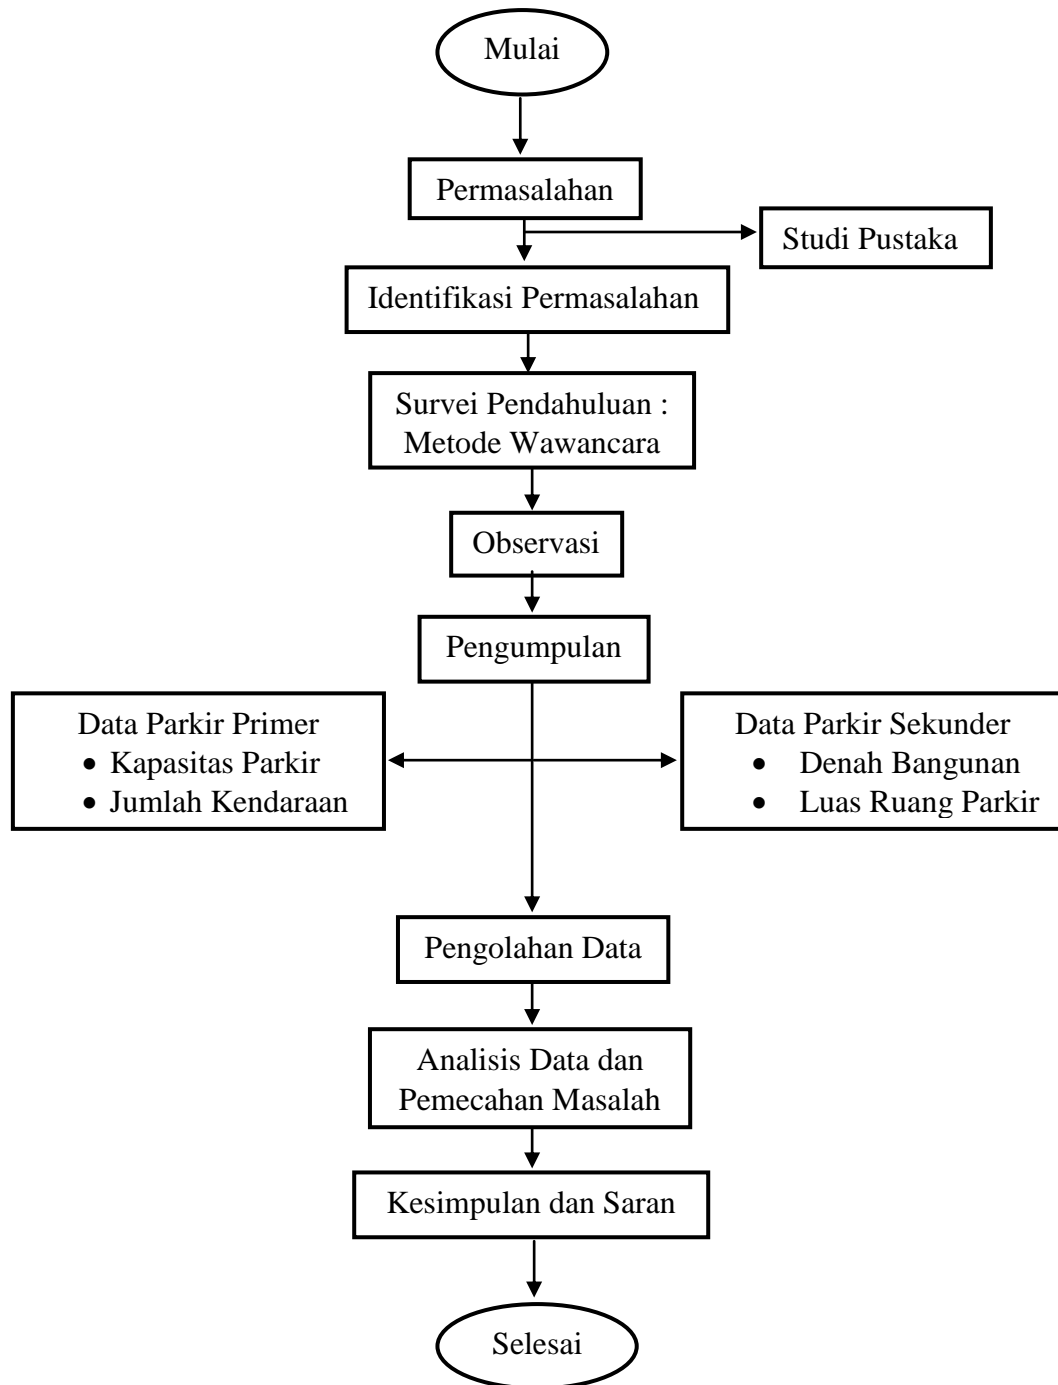 Mulai
Permasalahan
Studi Pustaka
Identifikasi Permasalahan
Survei Pendahuluan :
Metode Wawancara
Observasi
Pengumpulan
Data Parkir Primer
• Kapasitas Parkir
• Jumlah Kendaraan
Data Parkir Sekunder
• Denah Bangunan
• Luas Ruang Parkir
Pengolahan Data
Analisis Data dan
Pemecahan Masalah
Kesimpulan dan Saran
Selesai